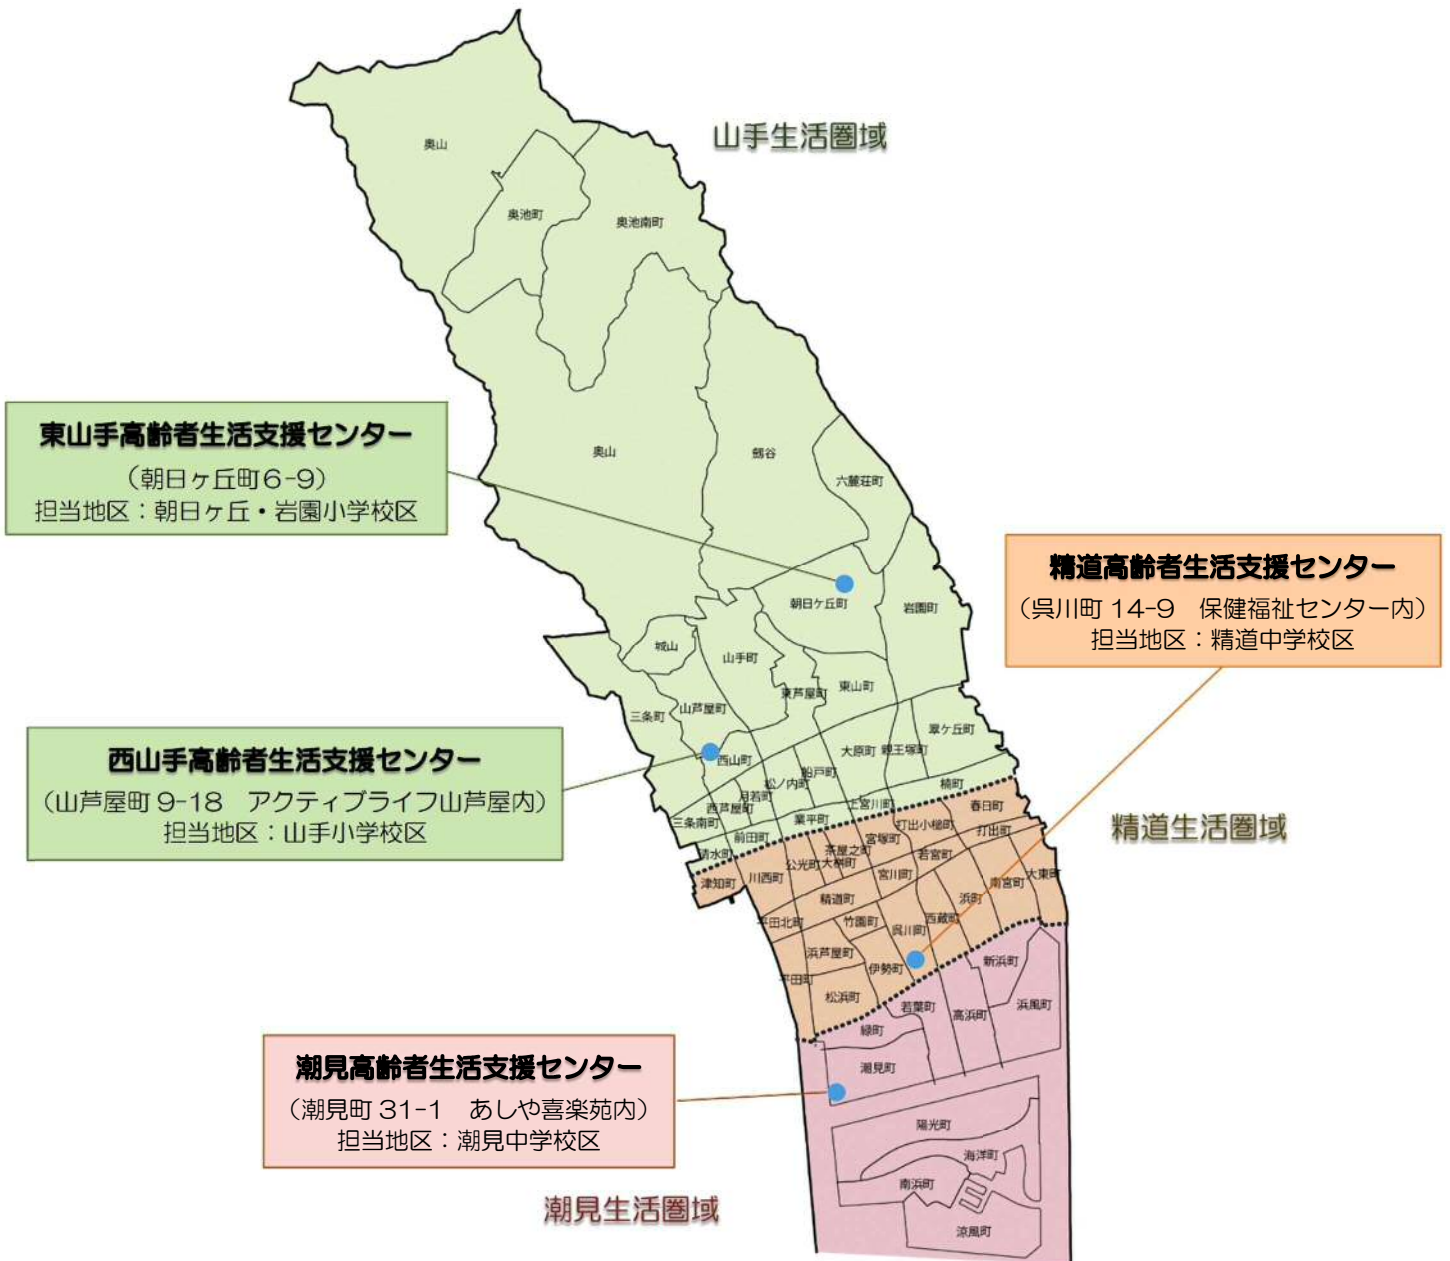 山手生活圏域
奥山
奥池町
奥池南町
東山手高齢者生活支援センター
（朝日ヶ丘町6-9）
担当地区：朝日ヶ丘・岩園小学校区
奥山
剱谷
六麓荘町
精道高齢者生活支援センター
（呉川町 14-9　保健福祉センター内）
担当地区：精道中学校区
朝日ケ丘町
岩園町
城山
山手町
東芦屋町
東山町
三条町
山芦屋町
翠ケ丘町
西山手高齢者生活支援センター
（山芦屋町 9-18　アクティブライフ山芦屋内）
担当地区：山手小学校区
西山町
大原町
親王塚町
船戸町
松ノ内町
月若町
西芦屋町
楠町
上宮川町
春日町
三条南町
業平町
打出小槌町
打出町
前田町
宮塚町
清水町
茶屋之町
若宮町
公光町
大桝町
精道生活圏域
津知町
川西町
宮川町
南宮町
大東町
精道町
浜町
平田北町
竹園町
呉川町
西蔵町
浜芦屋町
伊勢町
新浜町
平田町
松浜町
若葉町
高浜町
浜風町
緑町
潮見高齢者生活支援センター
（潮見町 31-1　あしや喜楽苑内）
担当地区：潮見中学校区
潮見町
陽光町
海洋町
南浜町
涼風町
潮見生活圏域